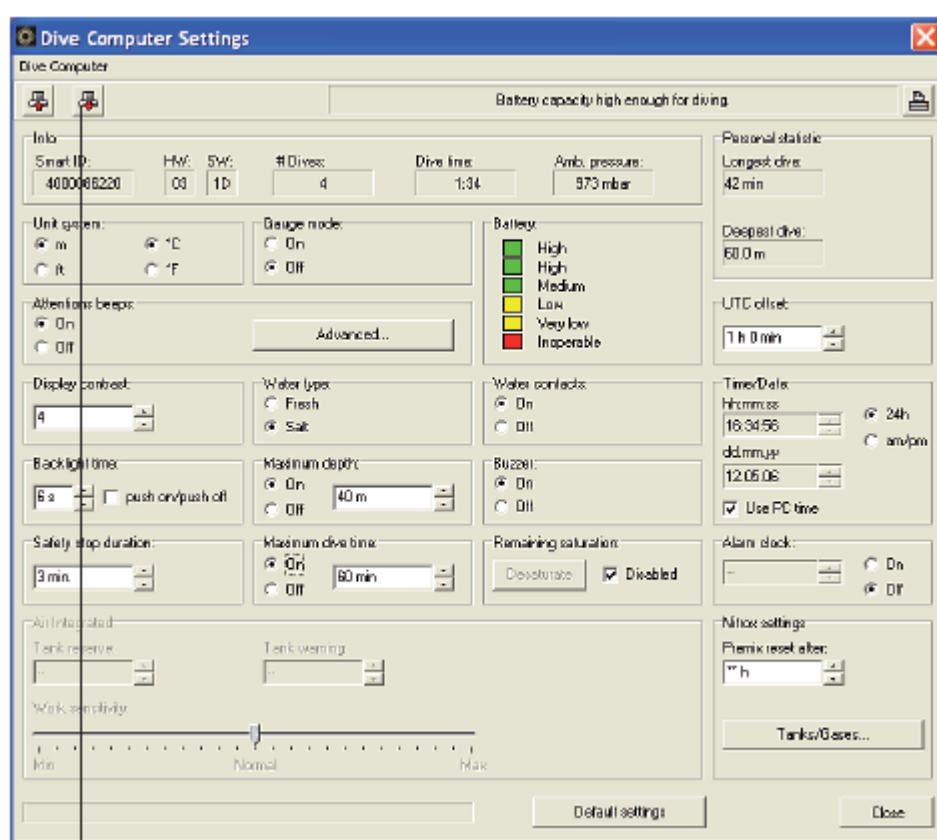 Dive Computer Settings
Dive Computer
Battery capacity high enough for diving.
Info
Smart ID: HW: SW: # Dives: Dive time: Amb. pressure:
4000066220 03 1D 4 1:34 973 mbar
Personal statistic
Longest dive:
42 min
Deepest dive:
60.0 m
Unit system:
m °C
ft °F
Gauge mode:
On
Off
Battery:
High
High
Medium
Low
Very low
Inoperable
Attentions beeps:
On
Off
Advanced...
UTC offset:
1 h 0 min
Display contrast:
4
Water type:
Fresh
Salt
Water contacts:
On
Off
Time/Date:
hh:mm:ss
16:34:56
24h
am/pm
dd.mm.yy
12.05.06
Use PC time
Backlight time:
6 s push on/push off
Maximum depth:
On
Off
40 m
Buzzer:
On
Off
Safety stop duration:
3 min.
Maximum dive time:
On
Off
60 min
Remaining saturation:
Desaturate Disabled
Alarm clock:
--
On
Off
Air Integrated
Tank reserve: Tank warning:
-- --
Work sensitivity:
Min Normal Max
Nitrox settings
Premix reset after:
** h
Tanks/Gases...
Default settings Close